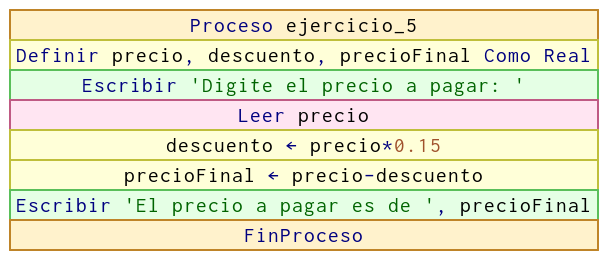 Proceso ejercicio_5
Definir precio, descuento, precioFinal Como Real
Escribir 'Digite el precio a pagar: '
Leer precio
descuento ← precio*0.15
precioFinal ← precio-descuento
Escribir 'El precio a pagar es de ', precioFinal
FinProceso